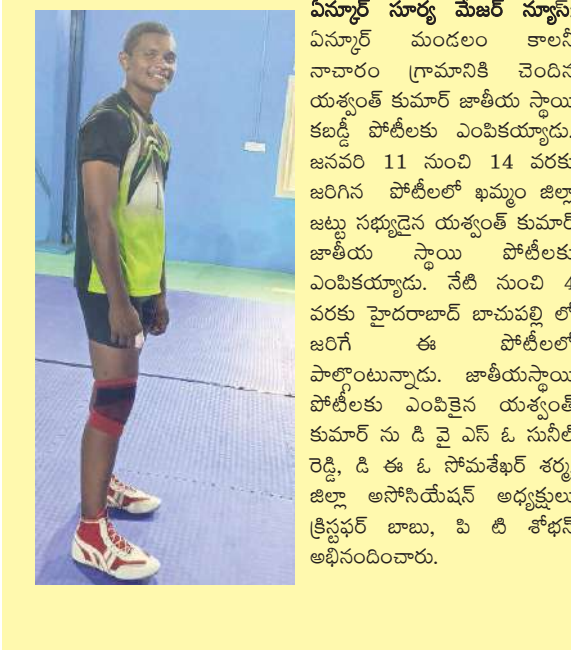 ఏన్కూర్ సూర్య మేజర్ న్యూస్:
ఏన్కూర్ మండలం కాలనీ
నాచారం గ్రామానికి చెందిన
యశ్వంత్ కుమార్ జాతీయ స్థాయి
కబడ్డీ పోటీలకు ఎంపికయ్యాడు.
జనవరి 11 నుంచి 14 వరకు
జరిగిన పోటీలలో ఖమ్మం జిల్లా
జట్టు సభ్యుడైన యశ్వంత్ కుమార్
జాతీయ స్థాయి పోటీలకు
ఎంపికయ్యాడు. నేటి నుంచి 4
వరకు హైదరాబాద్ బాచుపల్లి లో
జరిగే ఈ పోటీలలో
పాల్గొంటున్నాడు. జాతీయస్థాయి
పోటీలకు ఎంపికైన యశ్వంత్
కుమార్ ను డి వై ఎస్ ఓ సునీల్
రెడ్డి, డి ఈ ఓ సోమశేఖర్ శర్మ
జిల్లా అసోసియేషన్ అధ్యక్షులు
క్రిస్టఫర్ బాబు, పి టి శోభన్
అభినందించారు.